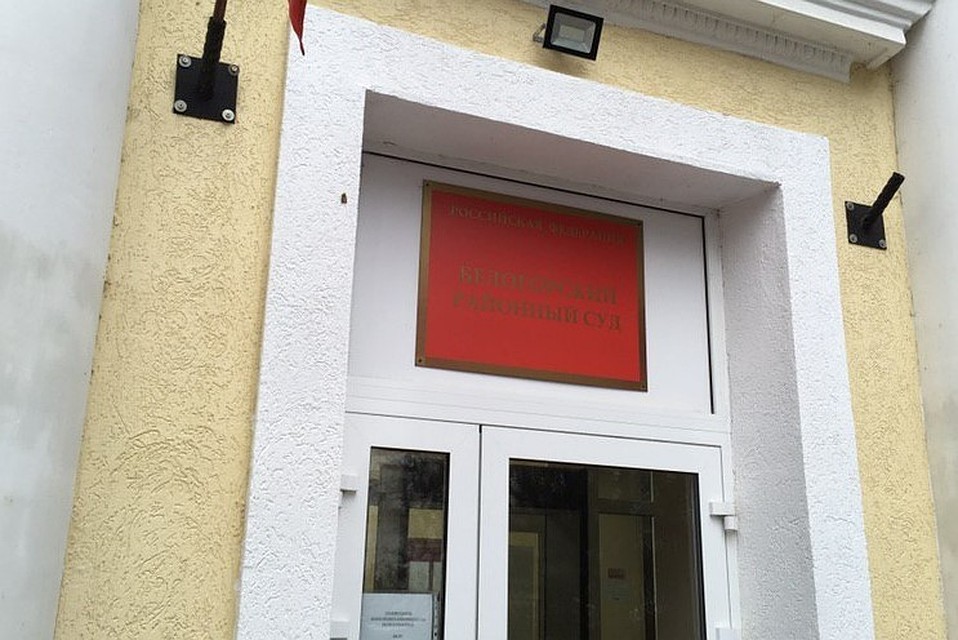 РОССИЙСКАЯ ФЕДЕРАЦИЯ
БЕЛОГОРСКИЙ
РАЙОННЫЙ СУД